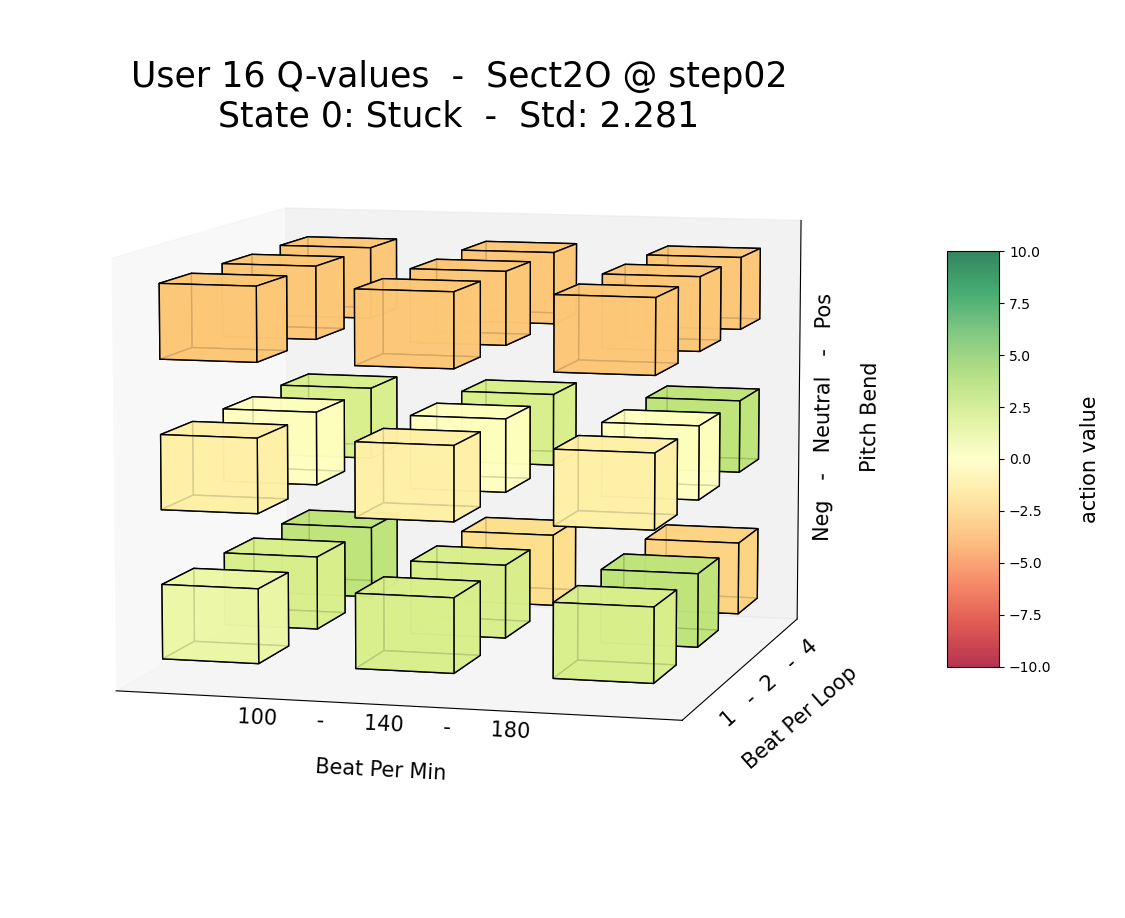 User 16 Q-values  -  Sect2O @ step02
State 0: Stuck  -  Std: 2.281
Neg   -   Neutral   -   Pos
Pitch Bend
100   -   140   -   180
Beat Per Min
1  -  2  -  4
Beat Per Loop
10.0
7.5
5.0
2.5
0.0
−2.5
−5.0
−7.5
−10.0
action value